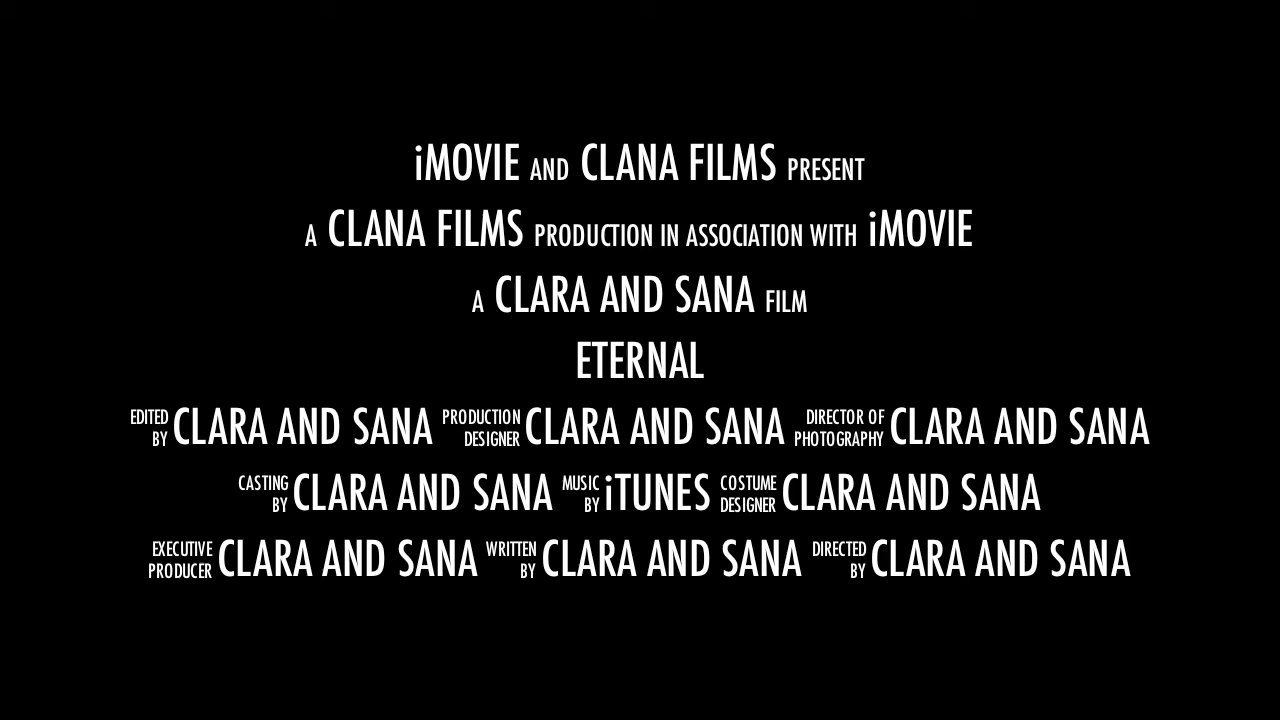 iMOVIE AND CLANA FILMS PRESENT
A CLANA FILMS PRODUCTION IN ASSOCIATION WITH iMOVIE
A CLARA AND SANA FILM
ETERNAL
EDITED BY CLARA AND SANA PRODUCTION DESIGNER CLARA AND SANA DIRECTOR OF PHOTOGRAPHY CLARA AND SANA
CASTING BY CLARA AND SANA MUSIC BY iTUNES COSTUME DESIGNER CLARA AND SANA
EXECUTIVE PRODUCER CLARA AND SANA WRITTEN BY CLARA AND SANA DIRECTED BY CLARA AND SANA